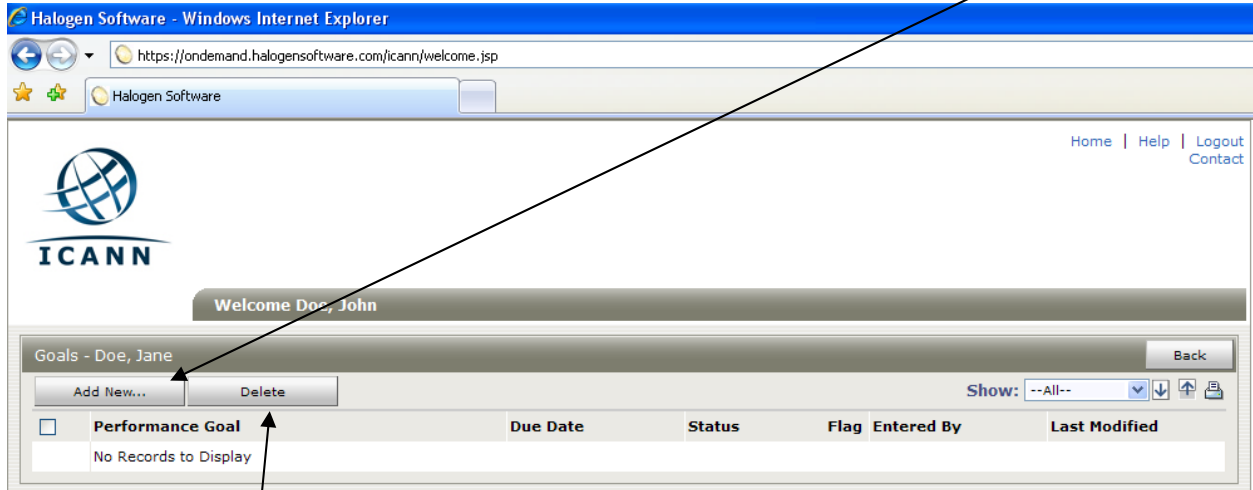 Halogen Software - Windows Internet Explorer
https://ondemand.halogensoftware.com/icann/welcome.jsp
Halogen Software
Home | Help | Logout
Contact
ICANN
Welcome Doe, John
Goals - Doe, Jane Back
Add New... Delete Show: --All--
Performance Goal Due Date Status Flag Entered By Last Modified
No Records to Display